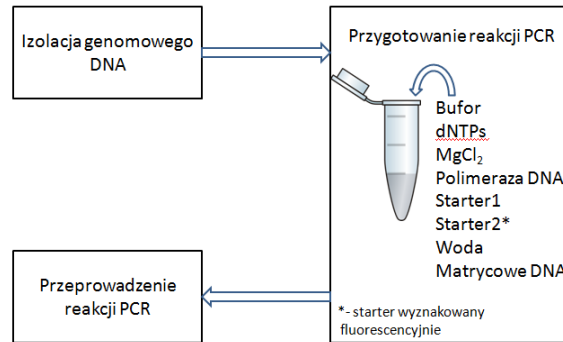 Izolacja genomowego
DNA
Przygotowanie reakcji PCR
Bufor
dNTPs
MgCl₂
Polimeraza DNA
Starter1
Starter2*
Woda
Matrycowe DNA
*- starter wyznakowany
fluorescencyjnie
Przeprowadzenie
reakcji PCR